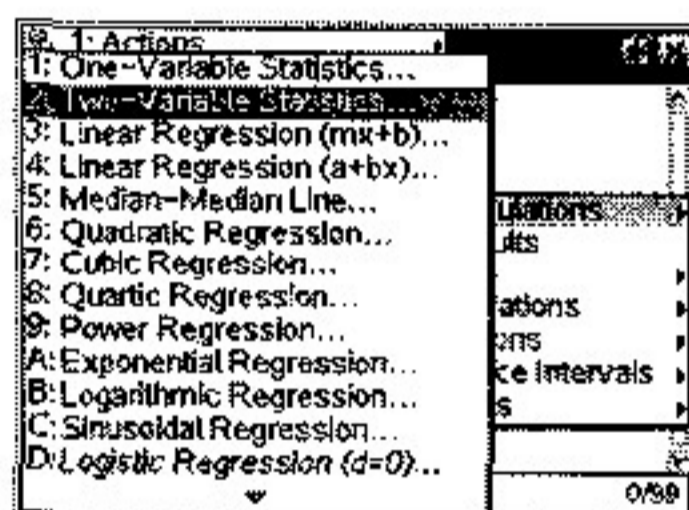 1: Actions
1: One-Variable Statistics...
2: Two-Variable Statistics...
3: Linear Regression (mx+b)...
4: Linear Regression (a+bx)...
5: Median-Median Line...
6: Quadratic Regression...
7: Cubic Regression...
8: Quartic Regression...
9: Power Regression...
A: Exponential Regression...
B: Logarithmic Regression...
C: Sinusoidal Regression...
D: Logistic Regression (d=0)...
ulations
ults
ations
ons
ce Intervals
s
0/99